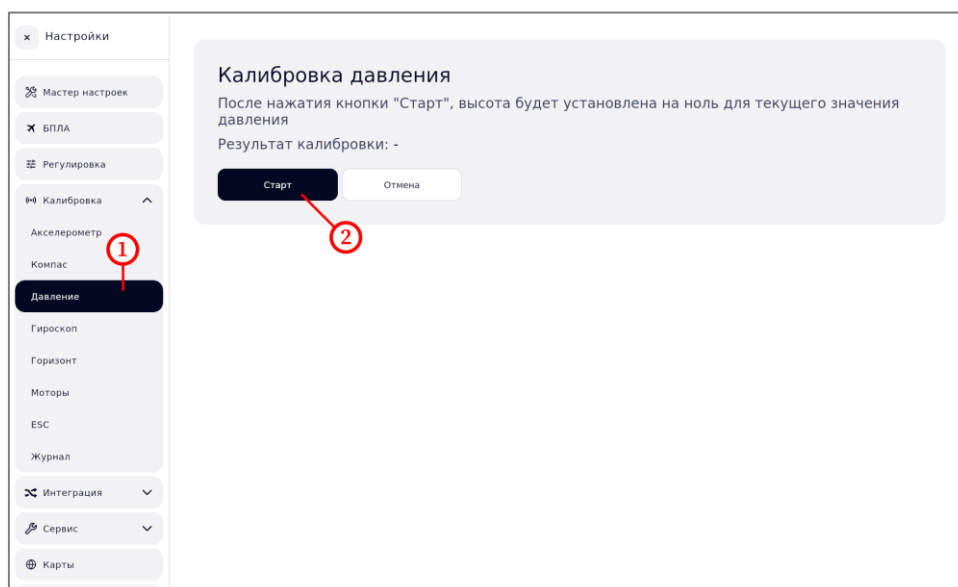 × Настройки
Мастер настроек
БПЛА
Регулировка
Калибровка
Акселерометр
1
Компас
Давление
Гироскоп
Горизонт
Моторы
ESC
Журнал
Интеграция
Сервис
Карты
Калибровка давления
После нажатия кнопки "Старт", высота будет установлена на ноль для текущего значения
давления
Результат калибровки: -
Старт
Отмена
2